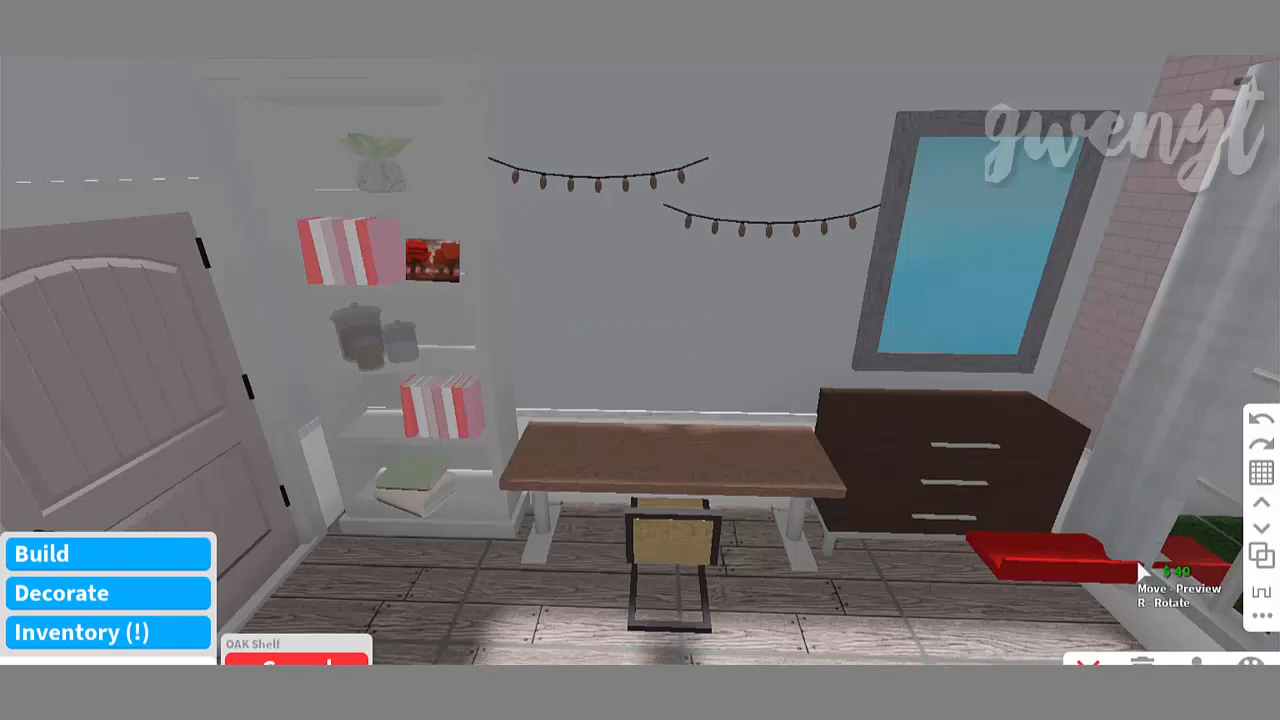 gwenyt
$ 40
Move - Preview
R - Rotate
Build
Decorate
Inventory (!)
OAK Shelf